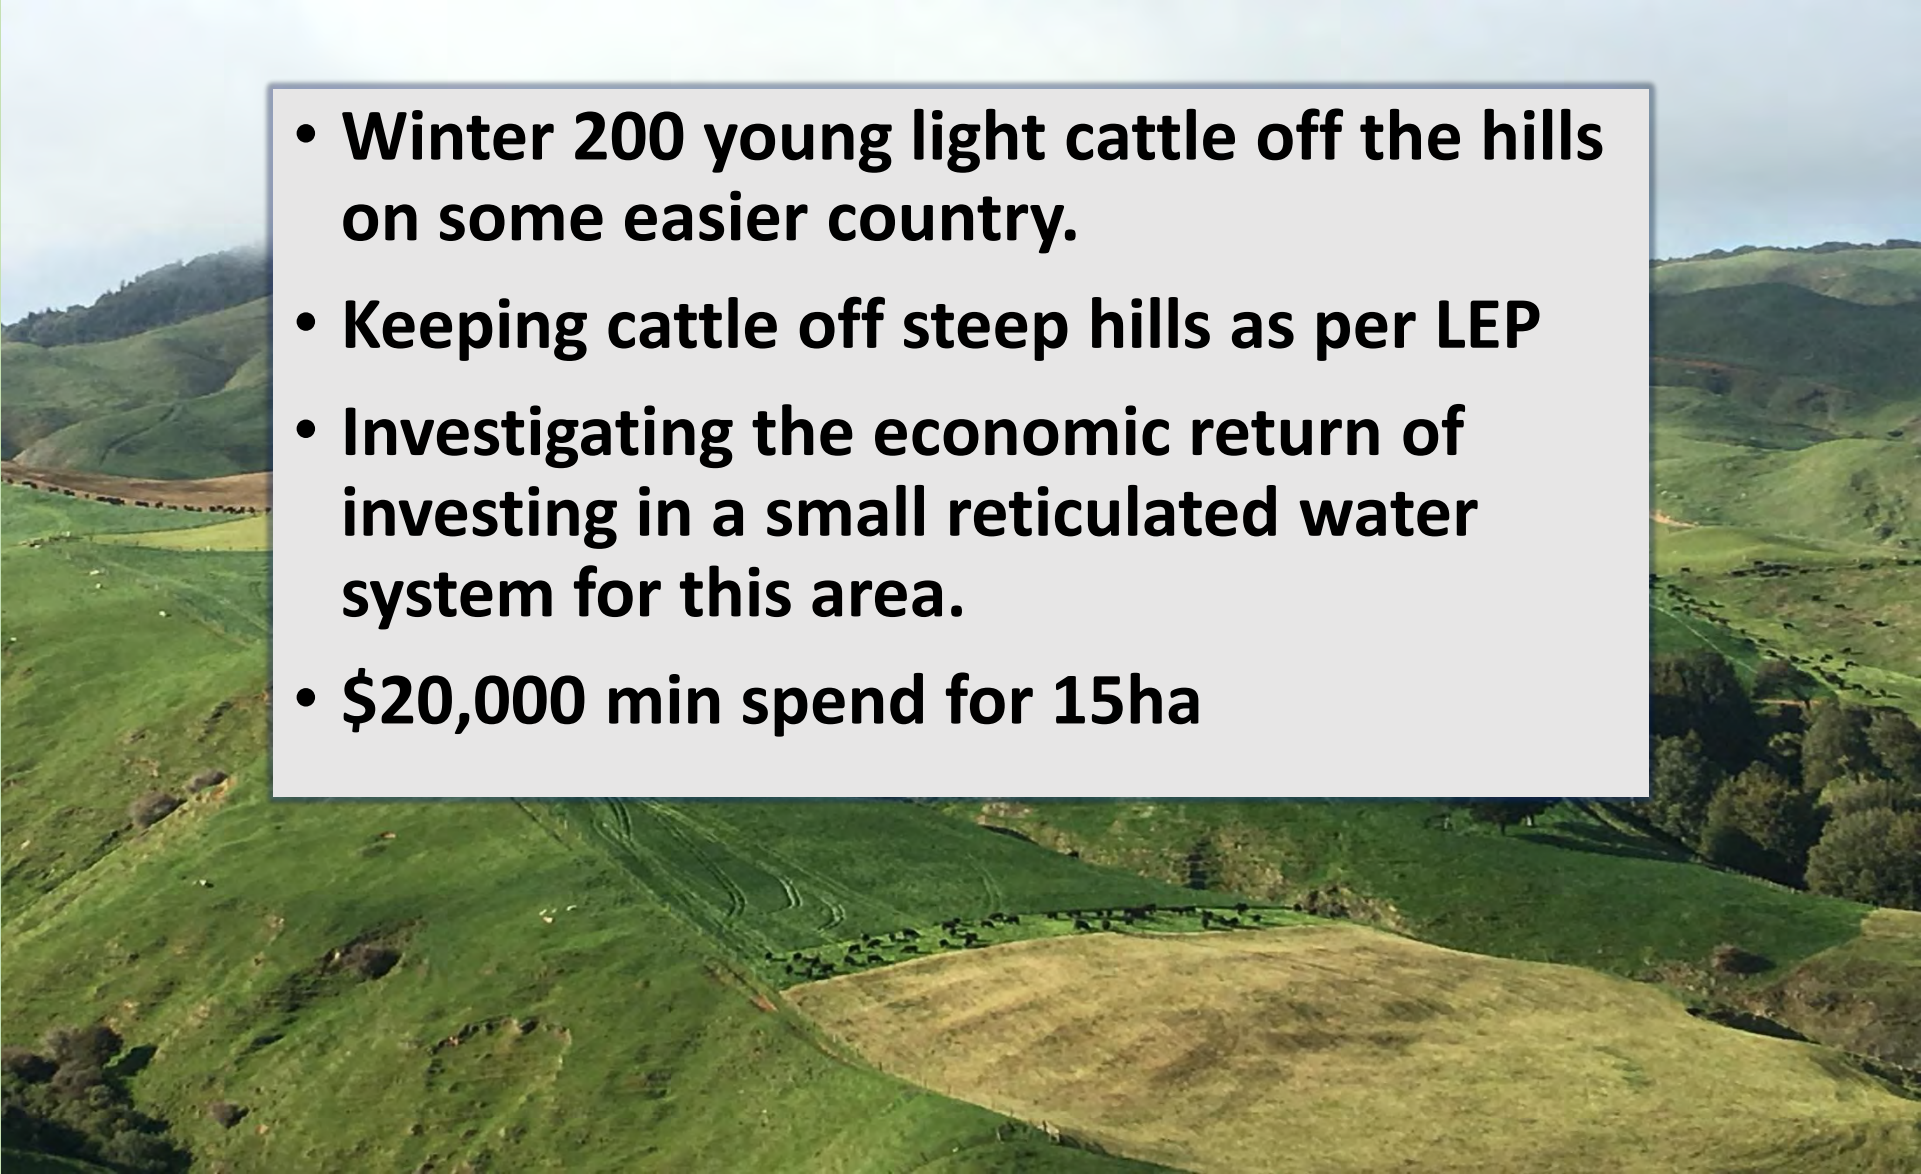 • Winter 200 young light cattle off the hills
on some easier country.
• Keeping cattle off steep hills as per LEP
• Investigating the economic return of
investing in a small reticulated water
system for this area.
• $20,000 min spend for 15ha